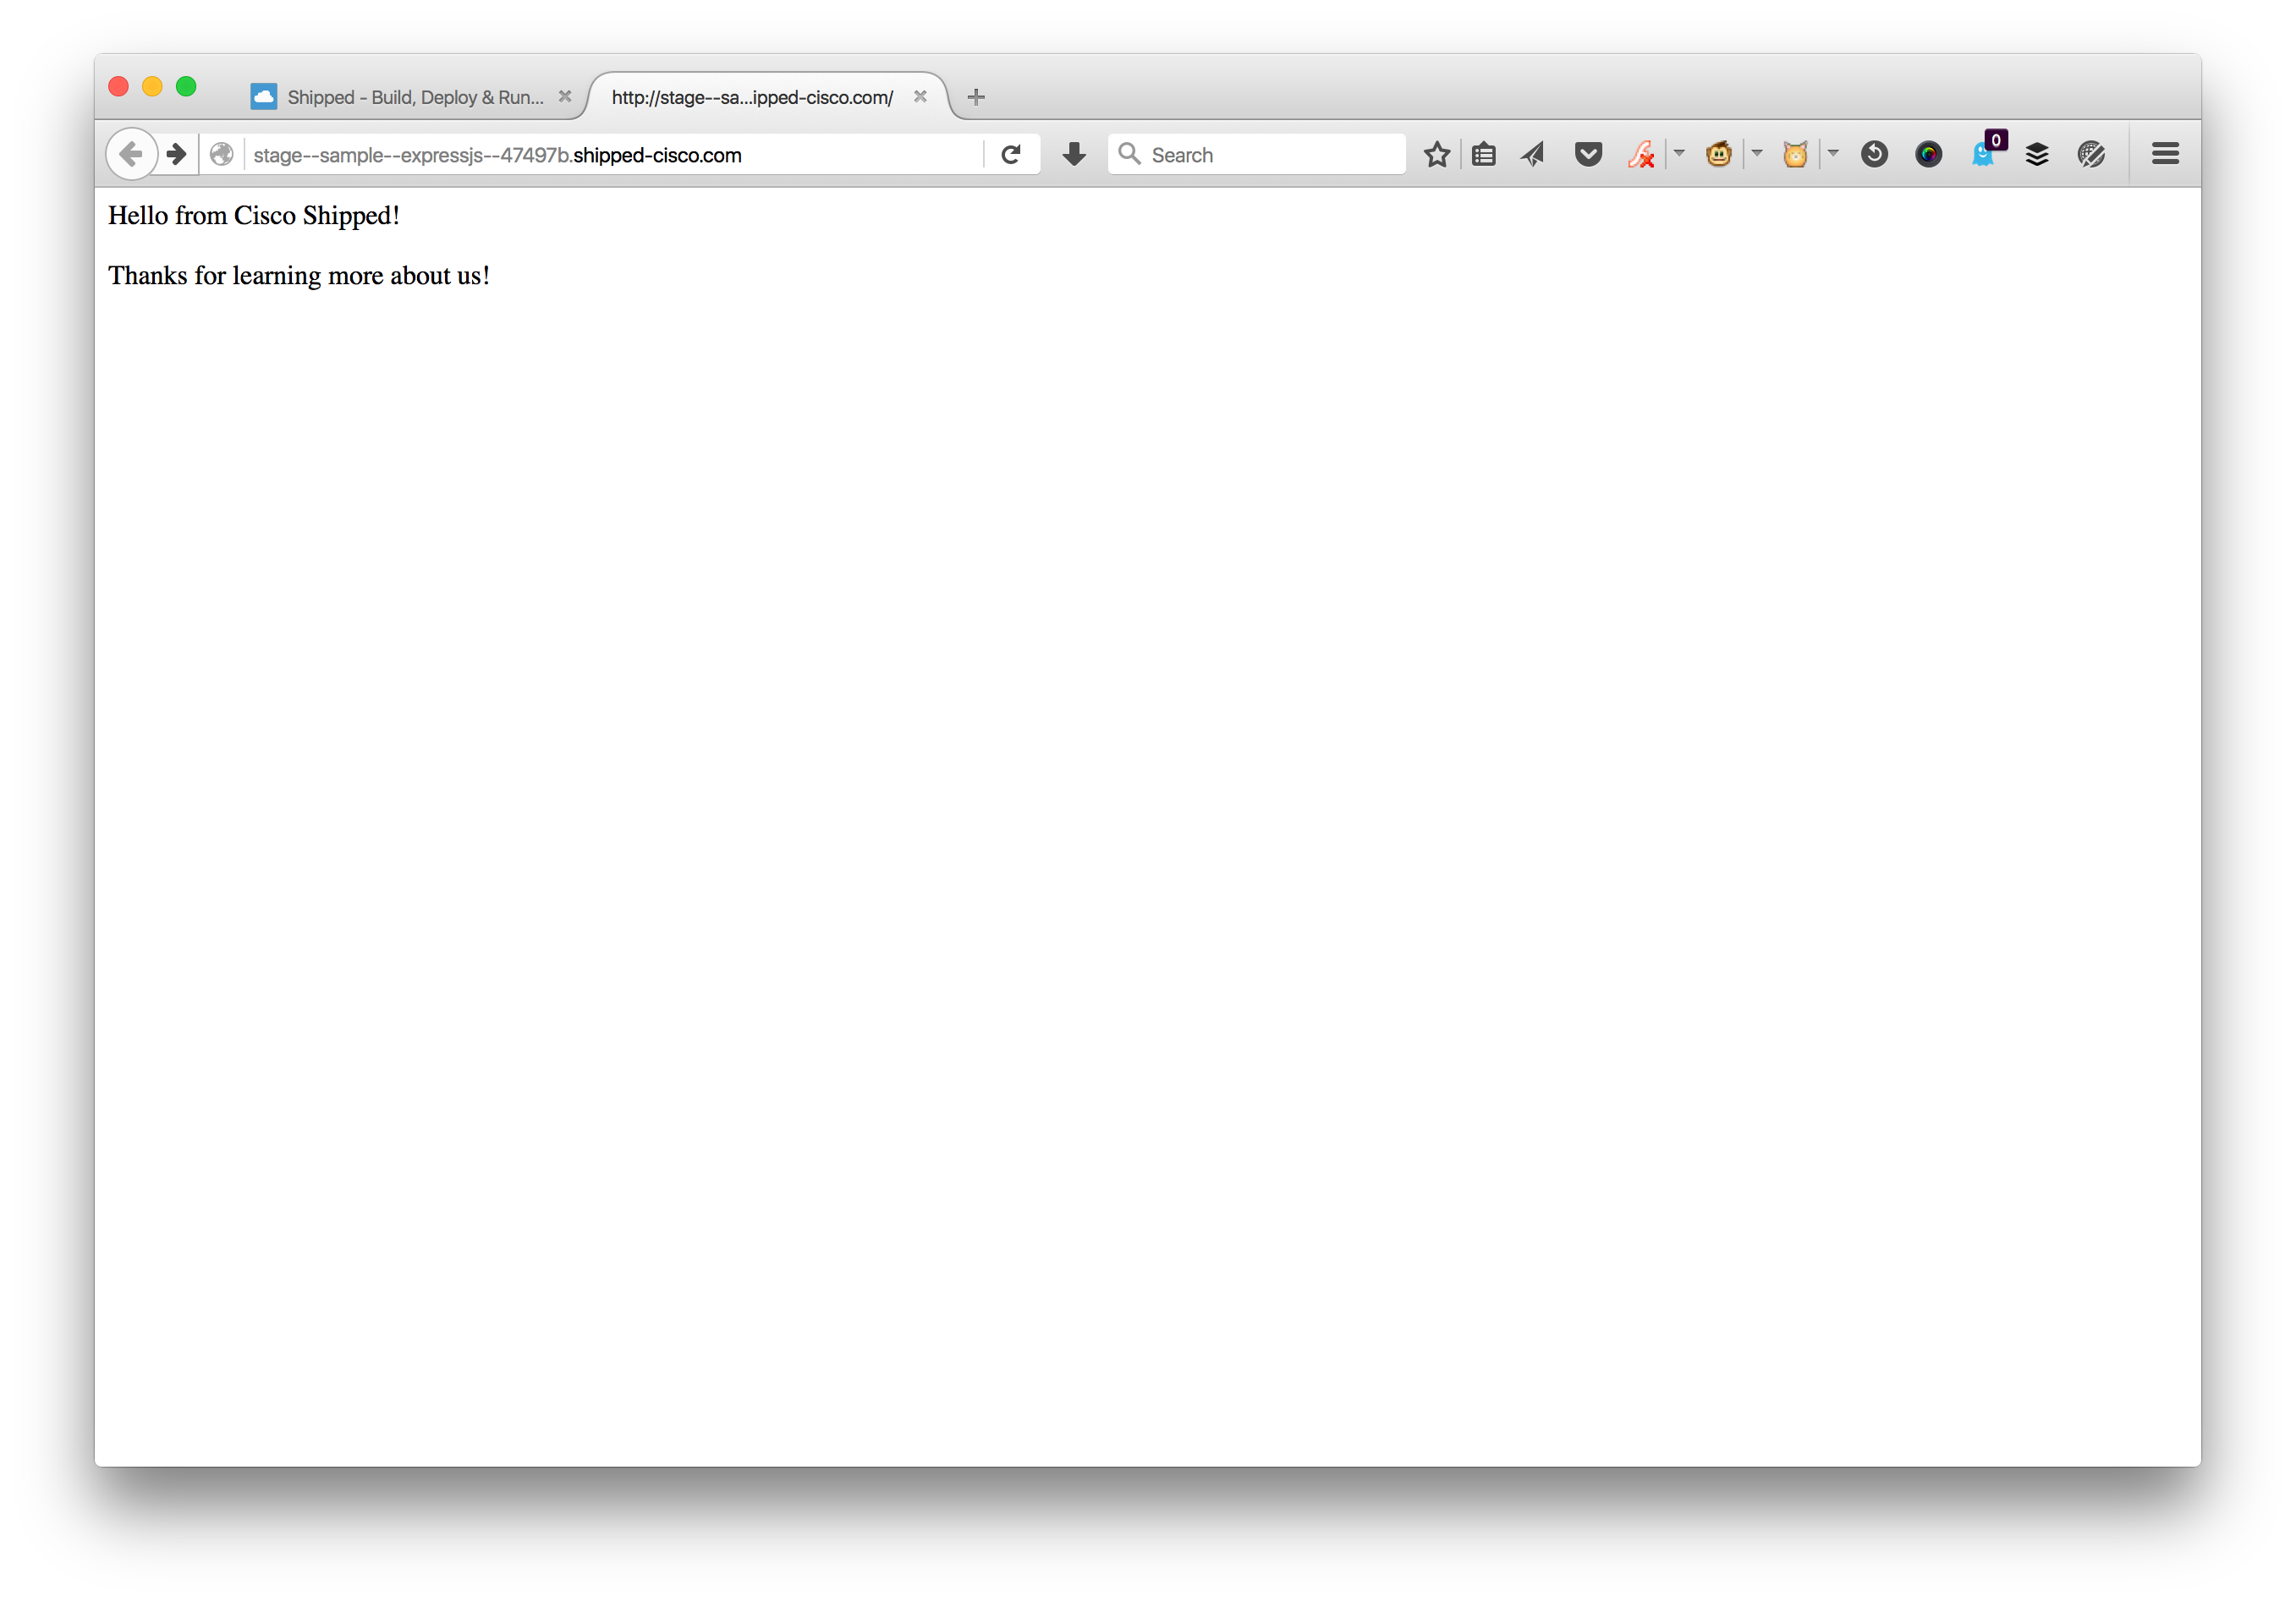 Shipped - Build, Deploy & Run...
http://stage--sa...ipped-cisco.com/
stage--sample--expressjs--47497b.shipped-cisco.com
Search
0
Hello from Cisco Shipped!
Thanks for learning more about us!